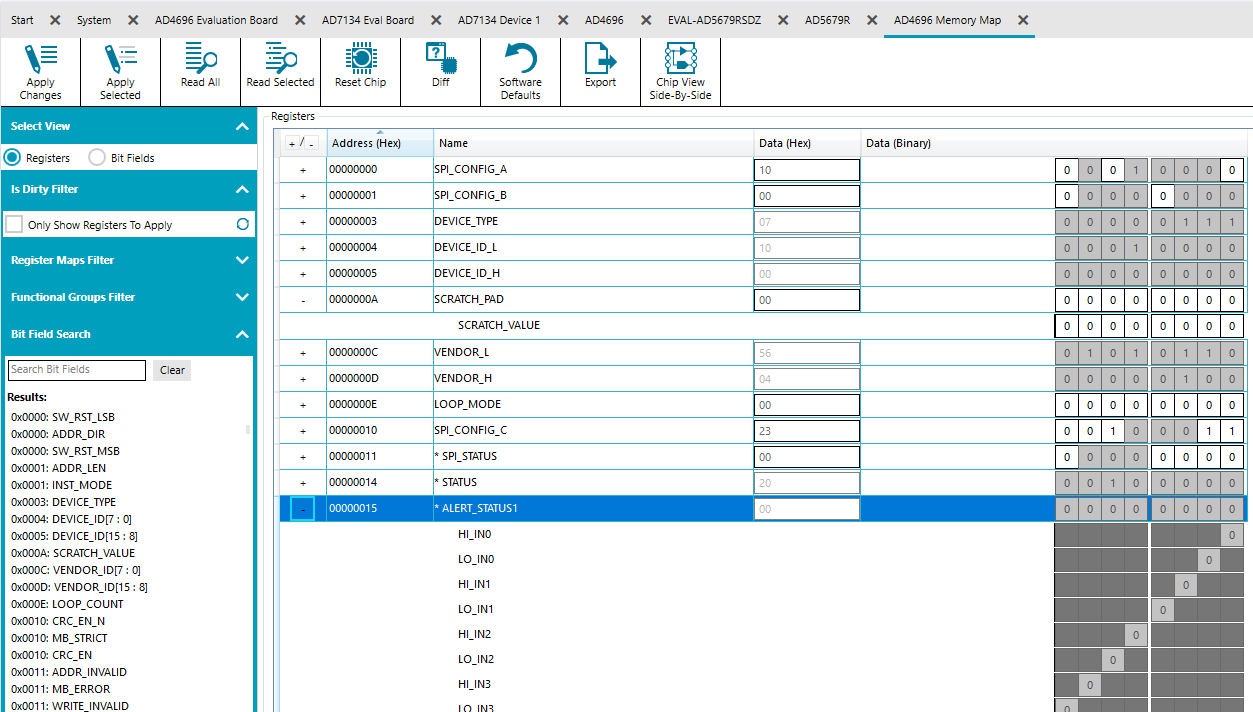 Start System AD4696 Evaluation Board AD7134 Eval Board AD7134 Device 1 AD4696 EVAL-AD5679RSDZ AD5679R AD4696 Memory Map
Apply Changes
Apply Selected
Read All
Read Selected
Reset Chip
Diff
Software Defaults
Export
Chip View Side-By-Side
Select View
Registers Bit Fields
Is Dirty Filter
Only Show Registers To Apply
Register Maps Filter
Functional Groups Filter
Bit Field Search
Search Bit Fields Clear
Results:
0x0000: SW_RST_LSB
0x0000: ADDR_DIR
0x0000: SW_RST_MSB
0x0001: ADDR_LEN
0x0001: INST_MODE
0x0003: DEVICE_TYPE
0x0004: DEVICE_ID[7 : 0]
0x0005: DEVICE_ID[15 : 8]
0x000A: SCRATCH_VALUE
0x000C: VENDOR_ID[7 : 0]
0x000D: VENDOR_ID[15 : 8]
0x000E: LOOP_COUNT
0x0010: CRC_EN_N
0x0010: MB_STRICT
0x0010: CRC_EN
0x0011: ADDR_INVALID
0x0011: MB_ERROR
0x0011: WRITE_INVALID
Registers
+ / - Address (Hex) Name Data (Hex) Data (Binary)
+ 00000000 SPI_CONFIG_A 10 0 0 0 1 0 0 0 0
+ 00000001 SPI_CONFIG_B 00 0 0 0 0 0 0 0 0
+ 00000003 DEVICE_TYPE 07 0 0 0 0 0 1 1 1
+ 00000004 DEVICE_ID_L 10 0 0 0 1 0 0 0 0
+ 00000005 DEVICE_ID_H 00 0 0 0 0 0 0 0 0
- 0000000A SCRATCH_PAD 00 0 0 0 0 0 0 0 0
SCRATCH_VALUE 0 0 0 0 0 0 0 0
+ 0000000C VENDOR_L 56 0 1 0 1 0 1 1 0
+ 0000000D VENDOR_H 04 0 0 0 0 0 1 0 0
+ 0000000E LOOP_MODE 00 0 0 0 0 0 0 0 0
+ 00000010 SPI_CONFIG_C 23 0 0 1 0 0 0 1 1
+ 00000011 * SPI_STATUS 00 0 0 0 0 0 0 0 0
+ 00000014 * STATUS 20 0 0 1 0 0 0 0 0
- 00000015 * ALERT_STATUS1 00 0 0 0 0 0 0 0 0
HI_IN0 0
LO_IN0 0
HI_IN1 0
LO_IN1 0
HI_IN2 0
LO_IN2 0
HI_IN3 0
LO_IN3 0